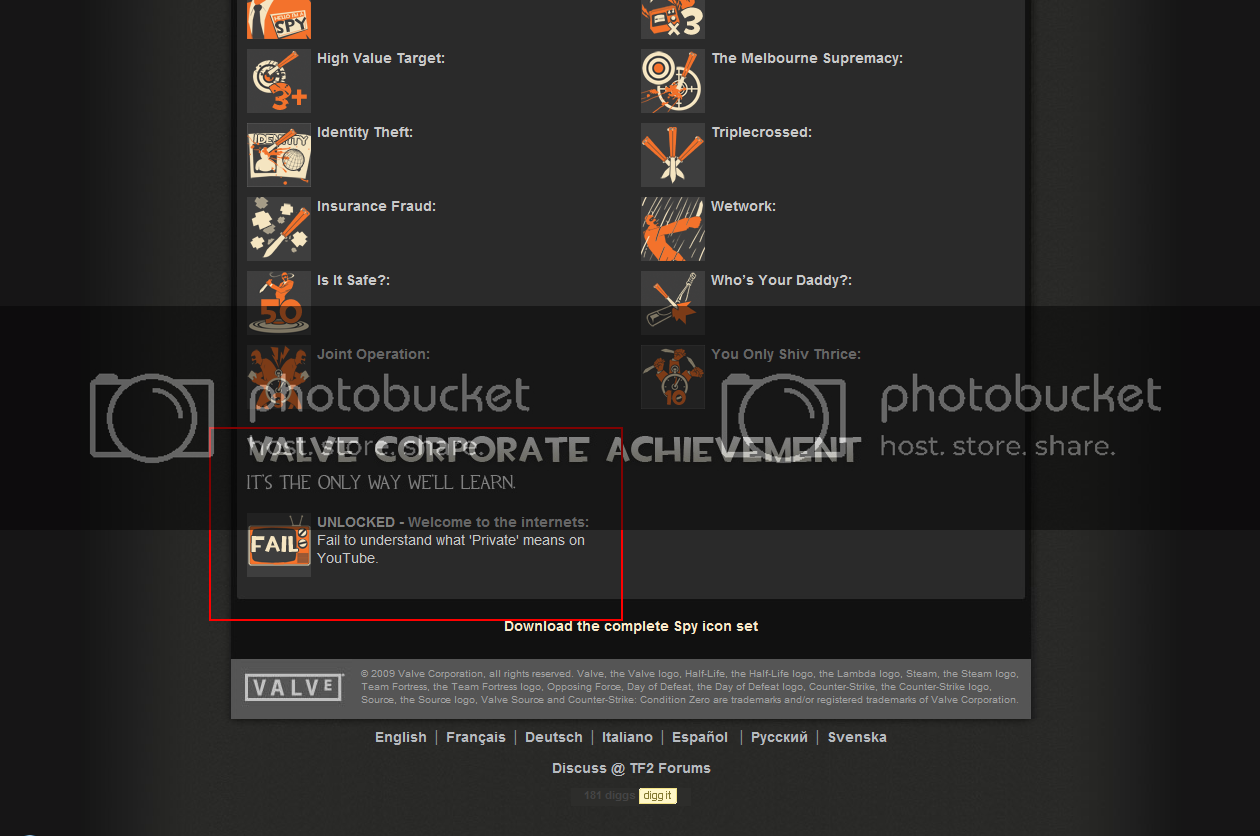 HELLO I'M A
SPY
x3
High Value Target:
3+
The Melbourne Supremacy:
IDENTITY
Identity Theft:
Triplecrossed:
Insurance Fraud:
Wetwork:
50
Is It Safe?:
Who's Your Daddy?:
Joint Operation:
10
You Only Shiv Thrice:
photobucket
host. store. share.
photobucket
host. store. share.
VALVE CORPORATE ACHIEVEMENT
IT'S THE ONLY WAY WE'LL LEARN.
FAIL
UNLOCKED - Welcome to the internets:
Fail to understand what 'Private' means on
YouTube.
Download the complete Spy icon set
VALVE
© 2009 Valve Corporation, all rights reserved. Valve, the Valve logo, Half-Life, the Half-Life logo, the Lambda logo, Steam, the Steam logo,
Team Fortress, the Team Fortress logo, Opposing Force, Day of Defeat, the Day of Defeat logo, Counter-Strike, the Counter-Strike logo,
Source, the Source logo, Valve Source and Counter-Strike: Condition Zero are trademarks and/or registered trademarks of Valve Corporation.
English | Français | Deutsch | Italiano | Español | Русский | Svenska
Discuss @ TF2 Forums
181 diggs digg it